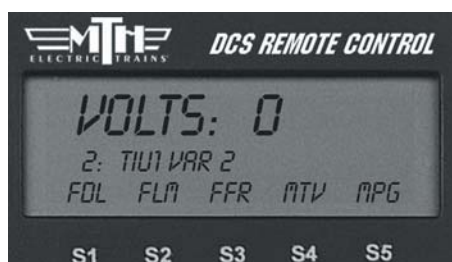 MTH DCS REMOTE CONTROL
ELECTRIC TRAINS
VOLTS: 0
2: TIU1 VAR 2
FDL FLM FFR MTV MPG
S1 S2 S3 S4 S5